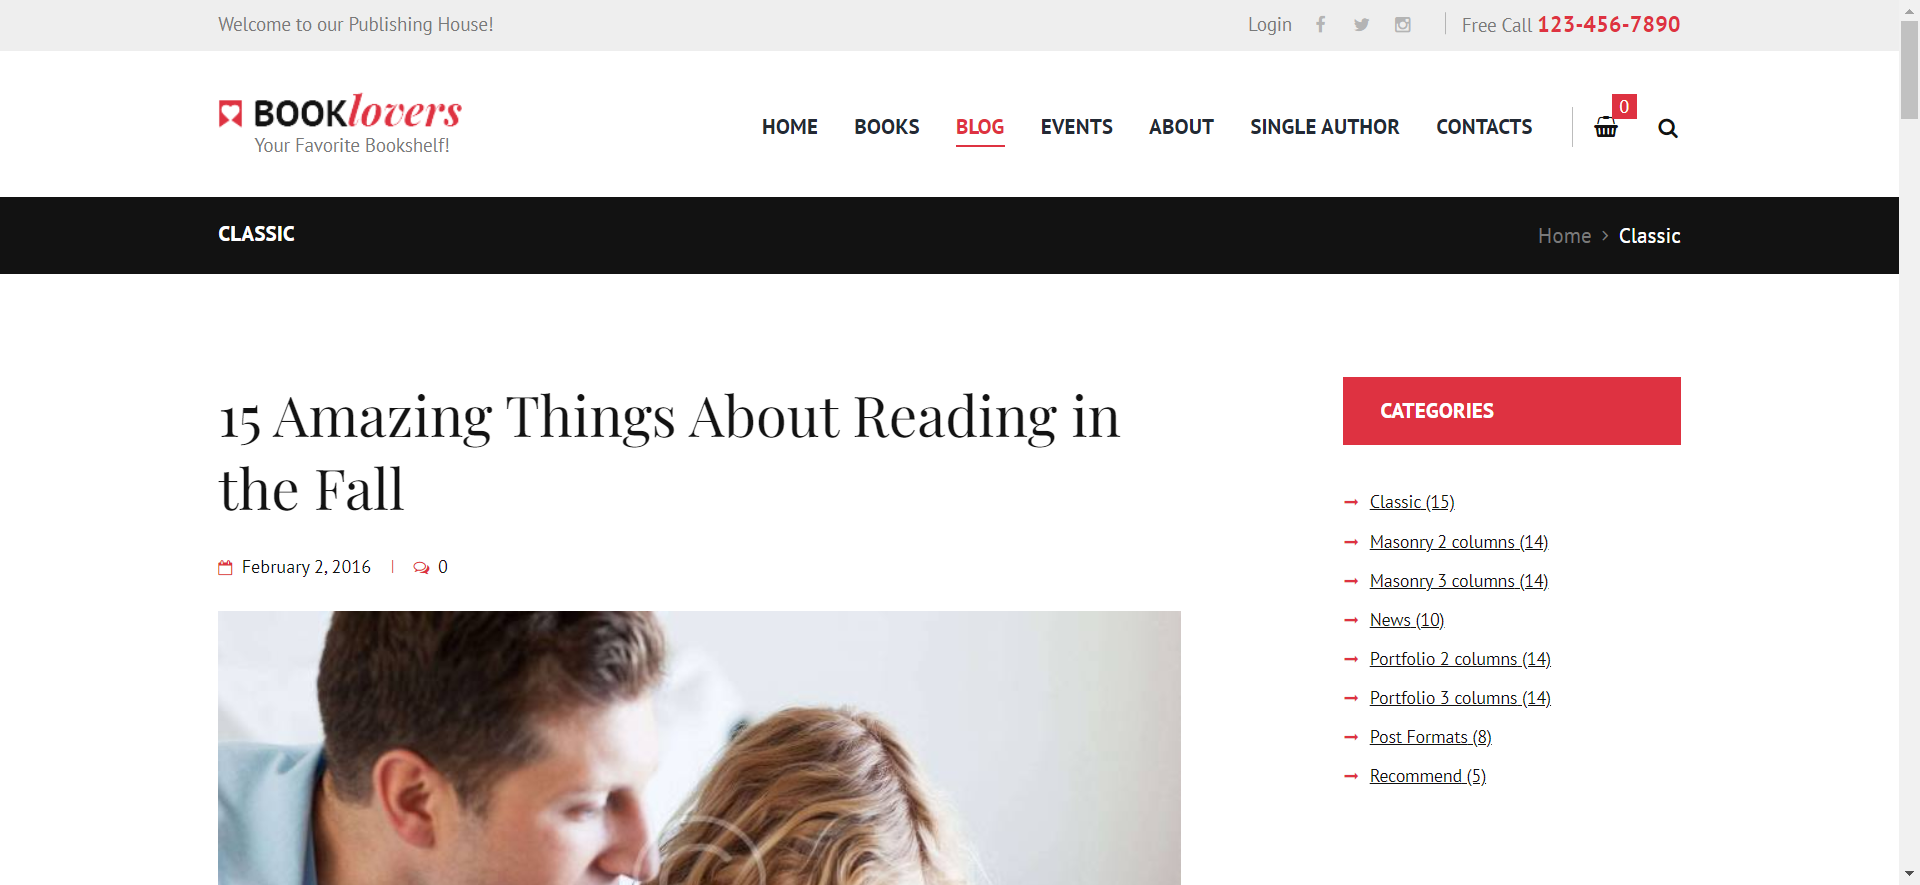 Welcome to our Publishing House!
Login
Free Call 123-456-7890
BOOKlovers
Your Favorite Bookshelf!
HOME BOOKS BLOG EVENTS ABOUT SINGLE AUTHOR CONTACTS
0
CLASSIC
Home > Classic
15 Amazing Things About Reading in
the Fall
February 2, 2016 | 0
CATEGORIES
Classic (15)
Masonry 2 columns (14)
Masonry 3 columns (14)
News (10)
Portfolio 2 columns (14)
Portfolio 3 columns (14)
Post Formats (8)
Recommend (5)